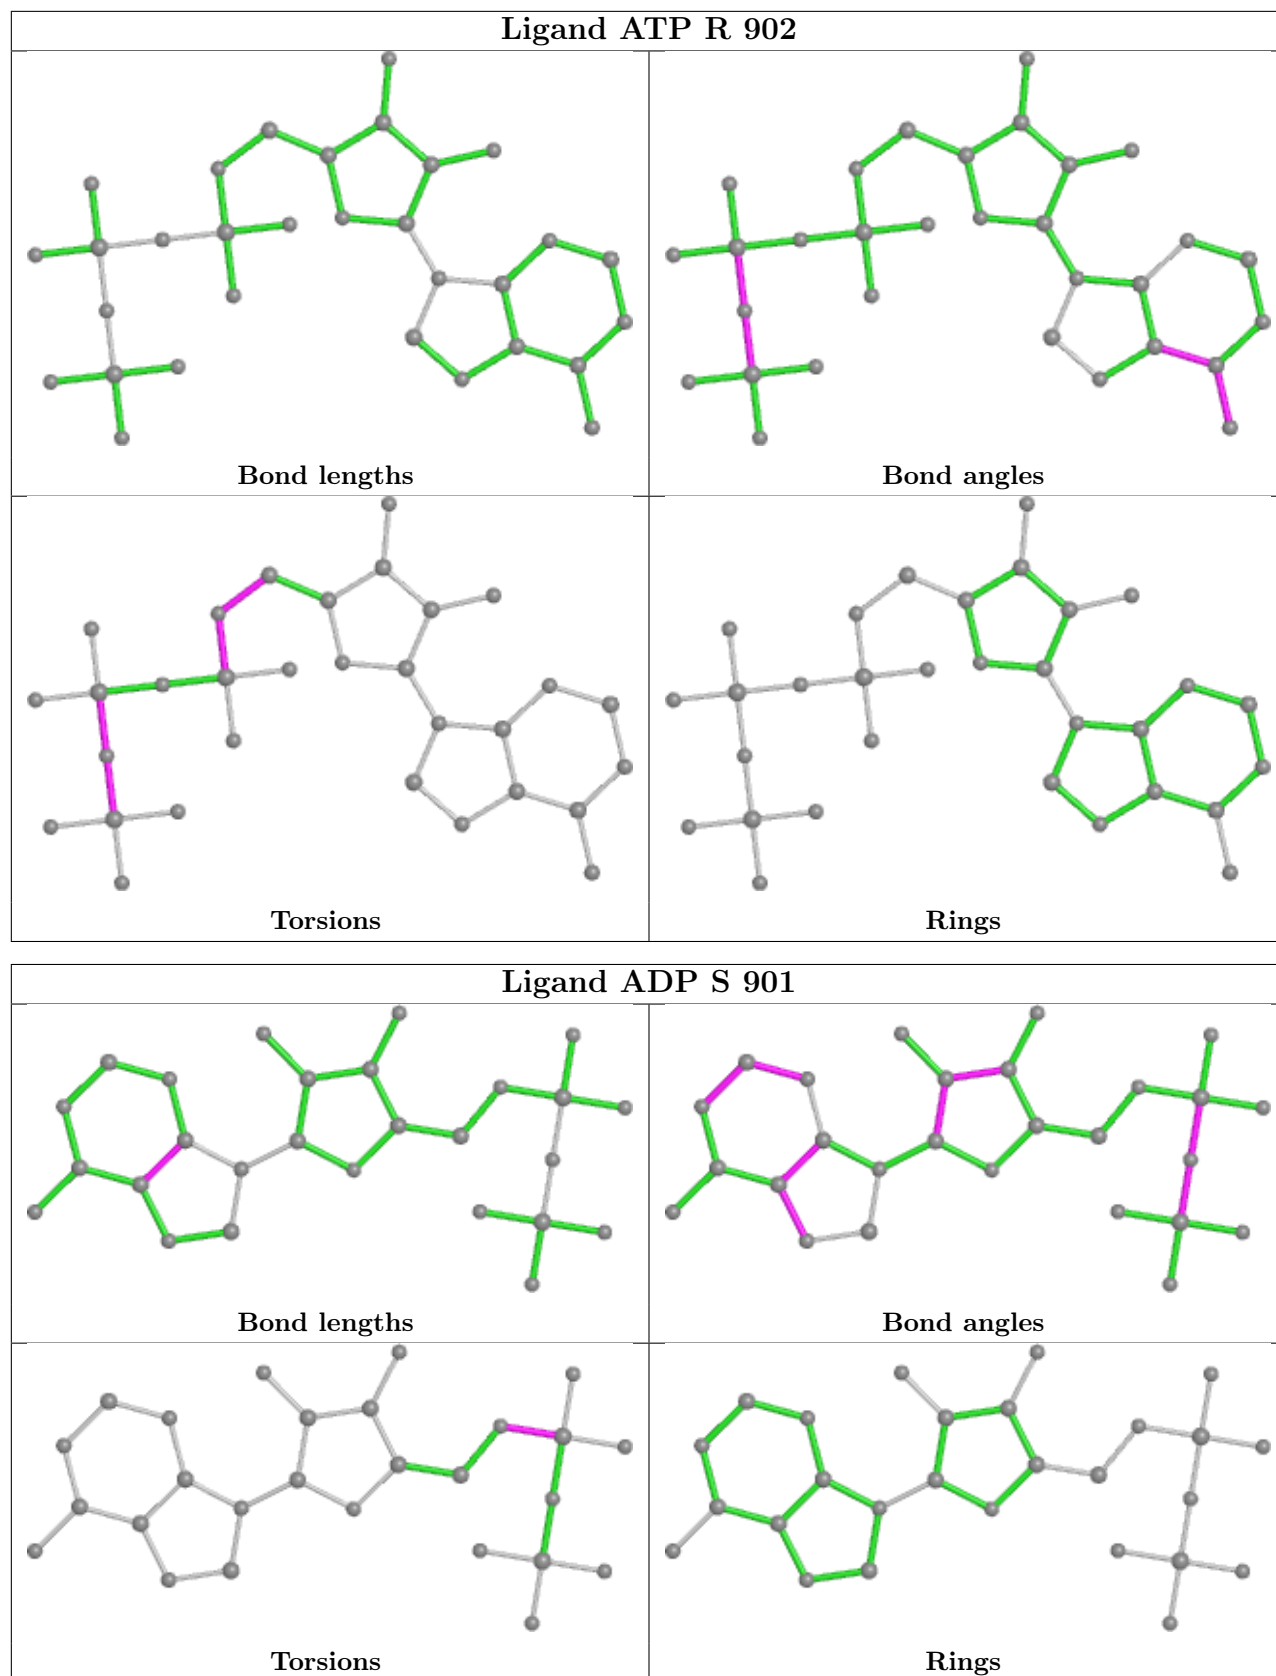 Ligand ATP R 902
Bond lengths
Bond angles
Torsions
Rings
Ligand ADP S 901
Bond lengths
Bond angles
Torsions
Rings